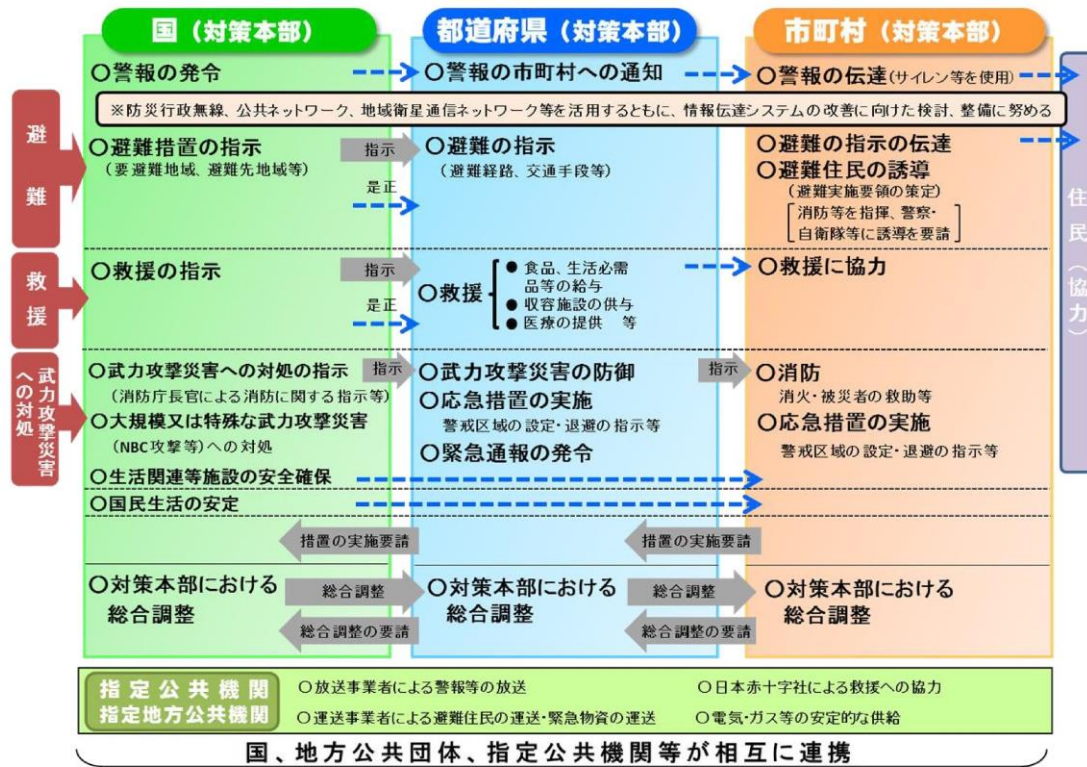 国（対策本部）
都道府県（対策本部）
市町村（対策本部）
○警報の発令
○警報の市町村への通知
○警報の伝達（サイレン等を使用）
※防災行政無線、公共ネットワーク、地域衛星通信ネットワーク等を活用するともに、情報伝達システムの改善に向けた検討、整備に努める
避難
○避難措置の指示
（要避難地域、避難先地域等）
指示
是正
○避難の指示
（避難経路、交通手段等）
○避難の指示の伝達
○避難住民の誘導
（避難実施要領の策定）
消防等を指揮、警察・
自衛隊等に誘導を要請
住民（協力）
救援
○救援の指示
指示
是正
○救援
● 食品、生活必需
品等の給与
● 収容施設の供与
● 医療の提供　等
○救援に協力
武力攻撃災害
への対処
○武力攻撃災害への対処の指示
（消防庁長官による消防に関する指示等）
○大規模又は特殊な武力攻撃災害
（NBC攻撃等）への対処
指示
○武力攻撃災害の防御
○応急措置の実施
警戒区域の設定・退避の指示等
○緊急通報の発令
指示
○消防
消火・被災者の救助等
○応急措置の実施
警戒区域の設定・退避の指示等
○生活関連等施設の安全確保
○国民生活の安定
措置の実施要請
措置の実施要請
○対策本部における
総合調整
総合調整
総合調整の要請
○対策本部における
総合調整
総合調整
総合調整の要請
○対策本部における
総合調整
指定公共機関
指定地方公共機関
○放送事業者による警報等の放送
○日本赤十字社による救援への協力
○運送事業者による避難住民の運送・緊急物資の運送
○電気・ガス等の安定的な供給
国、地方公共団体、指定公共機関等が相互に連携